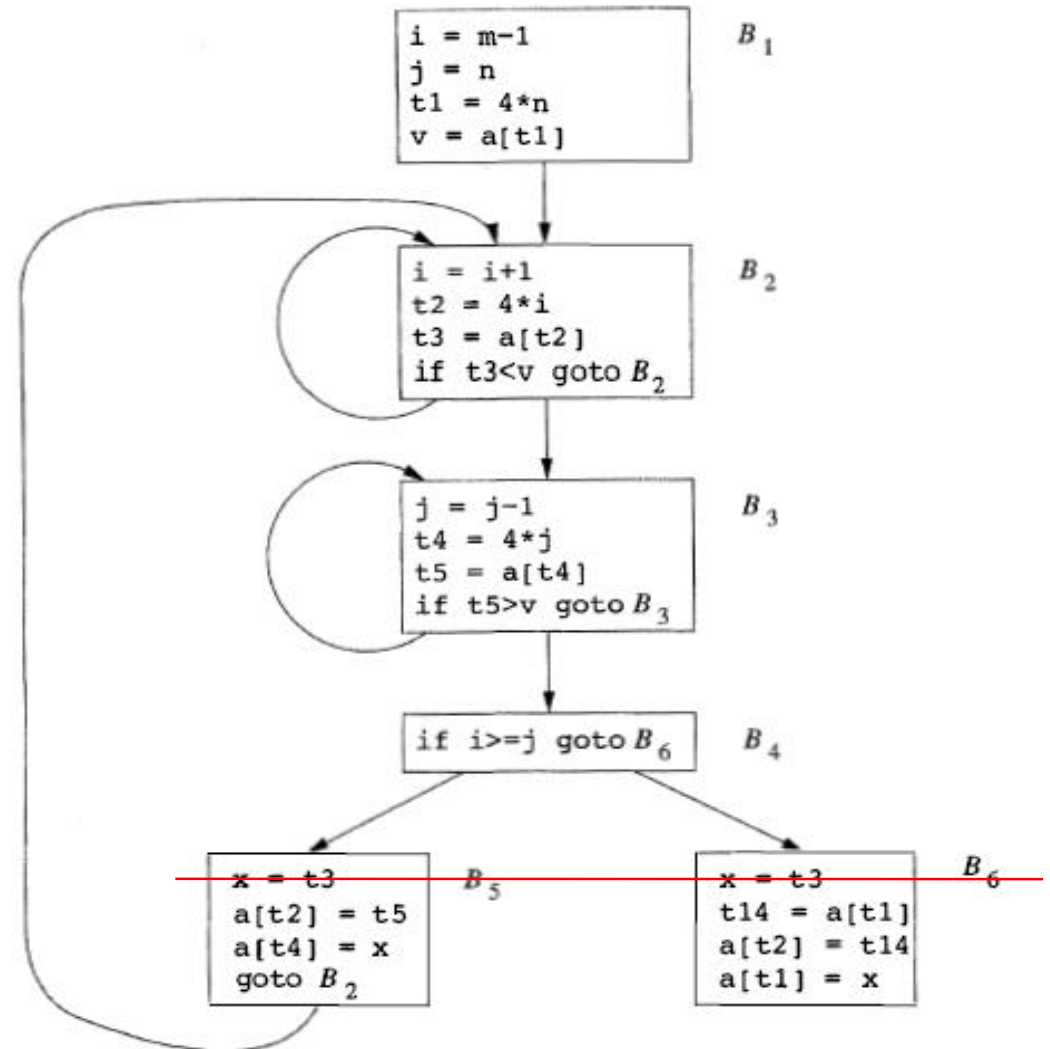 i = m-1
j = n
t1 = 4*n
v = a[t1]
B1
i = i+1
t2 = 4*i
t3 = a[t2]
if t3<v goto B2
B2
j = j-1
t4 = 4*j
t5 = a[t4]
if t5>v goto B3
B3
if i>=j goto B6
B4
x = t3
a[t2] = t5
a[t4] = x
goto B2
B5
x = t3
t14 = a[t1]
a[t2] = t14
a[t1] = x
B6